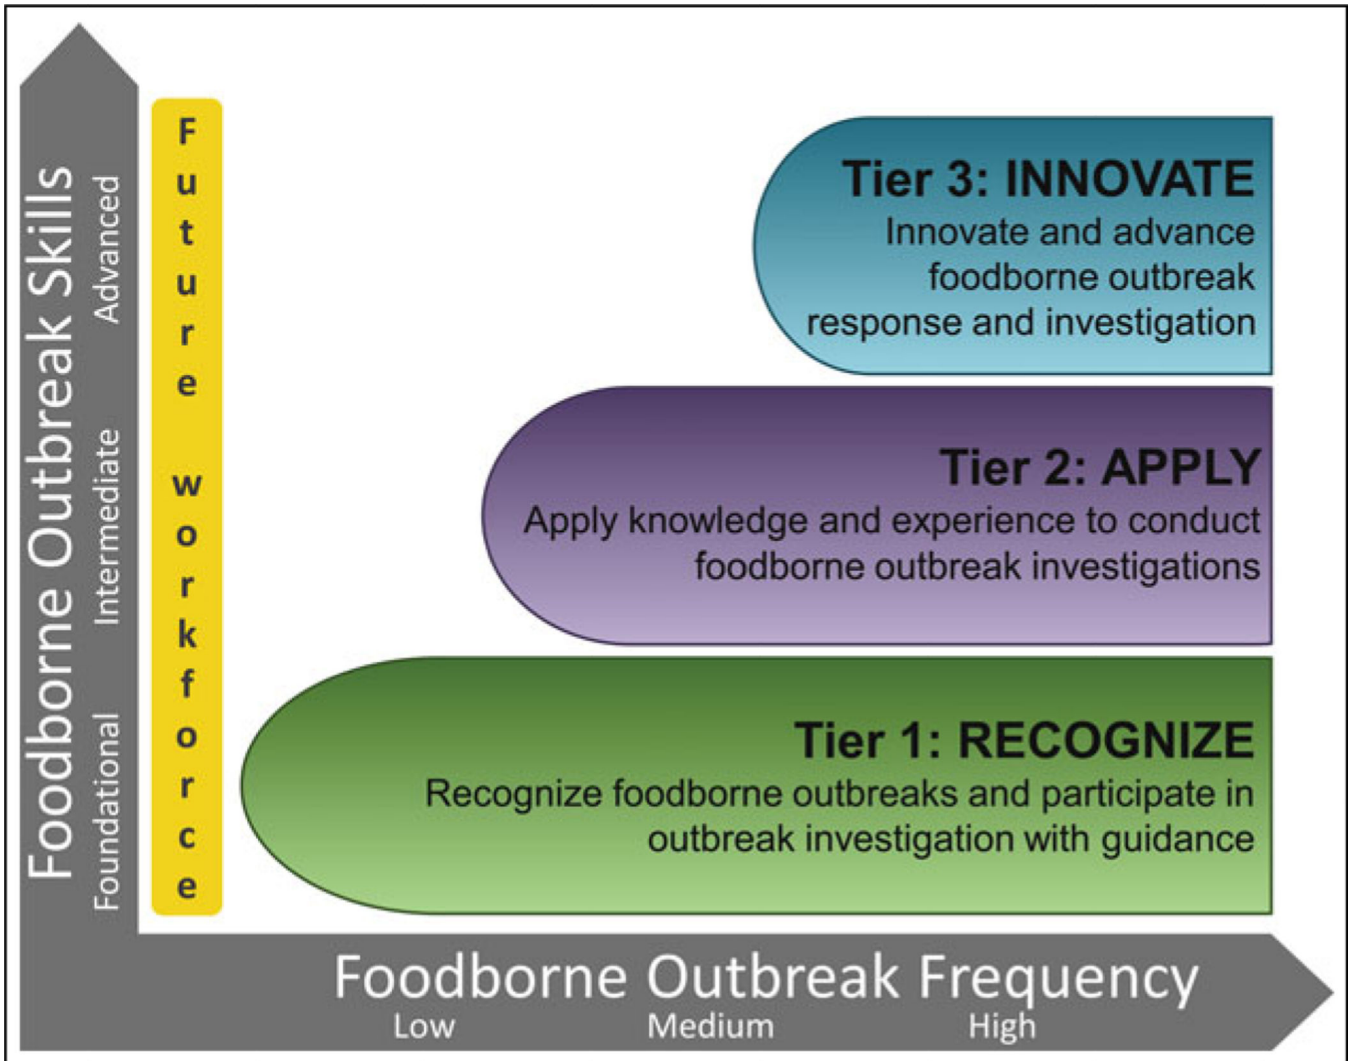 Foodborne Outbreak Skills
Advanced
Intermediate
Foundational
Future workforce
Tier 3: INNOVATE
Innovate and advance
foodborne outbreak
response and investigation
Tier 2: APPLY
Apply knowledge and experience to conduct
foodborne outbreak investigations
Tier 1: RECOGNIZE
Recognize foodborne outbreaks and participate in
outbreak investigation with guidance
Foodborne Outbreak Frequency
Low Medium High